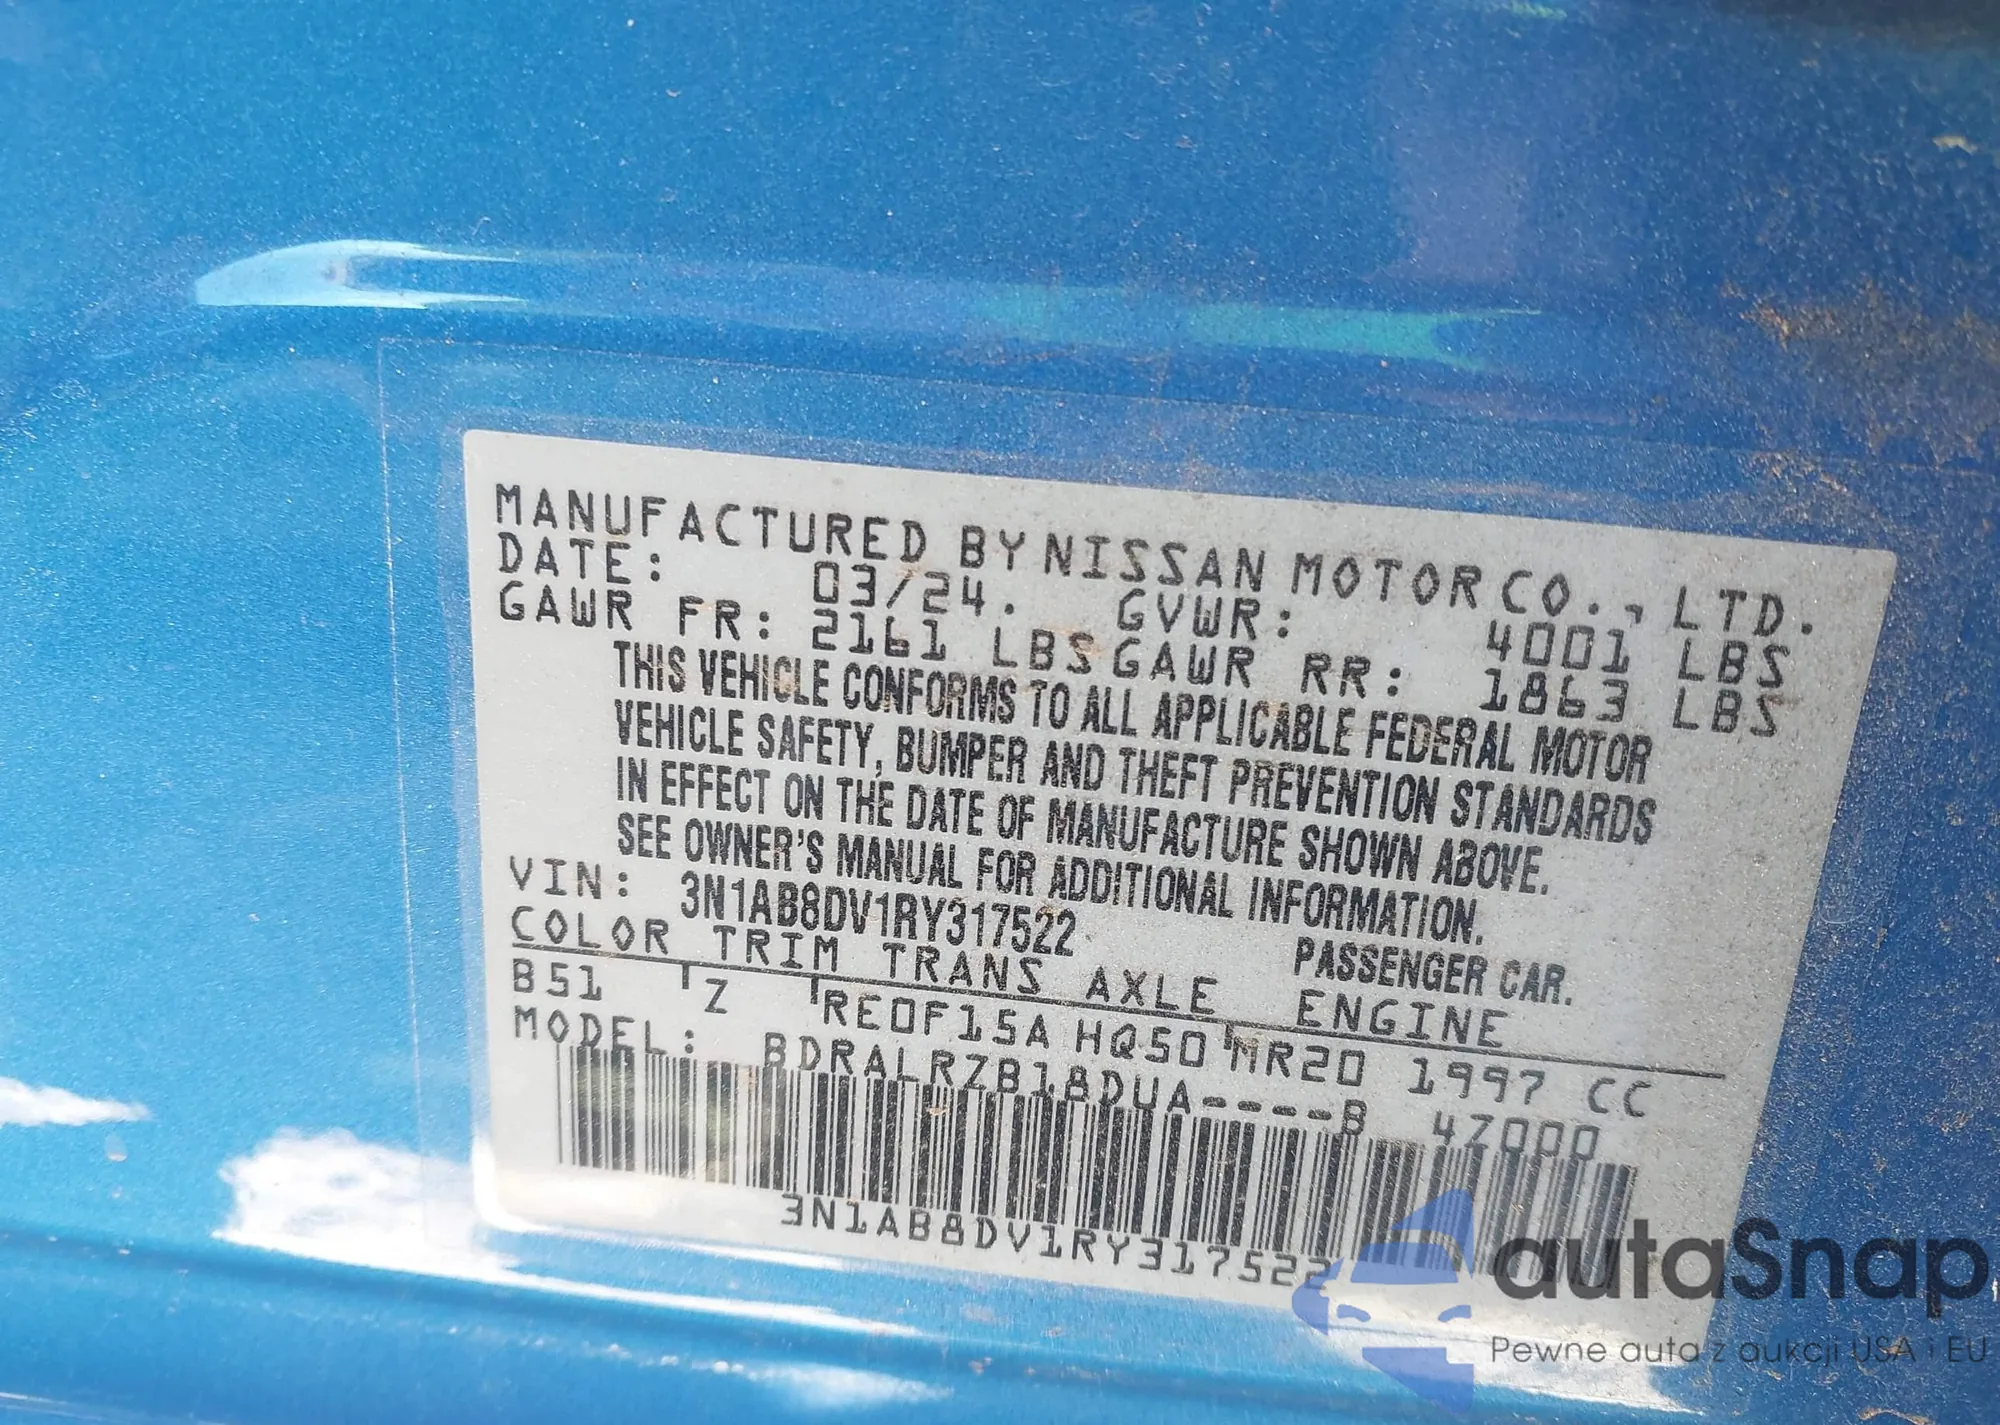 MANUFACTURED BY NISSAN MOTOR CO., LTD.
DATE: 03/24. GVWR: 4001 LBS
GAWR FR: 2161 LBS GAWR RR: 1863 LBS
THIS VEHICLE CONFORMS TO ALL APPLICABLE FEDERAL MOTOR
VEHICLE SAFETY, BUMPER AND THEFT PREVENTION STANDARDS
IN EFFECT ON THE DATE OF MANUFACTURE SHOWN ABOVE.
SEE OWNER'S MANUAL FOR ADDITIONAL INFORMATION.
VIN: 3N1AB8DV1RY317522 PASSENGER CAR.
COLOR TRIM TRANS AXLE ENGINE
B51 Z RE0F15A HQ50 MR20 1997 CC
MODEL: BDRALRZB18DUA----B 4Z000
3N1AB8DV1RY317522
autaSnap
Pewne auta z aukcji USA i EU